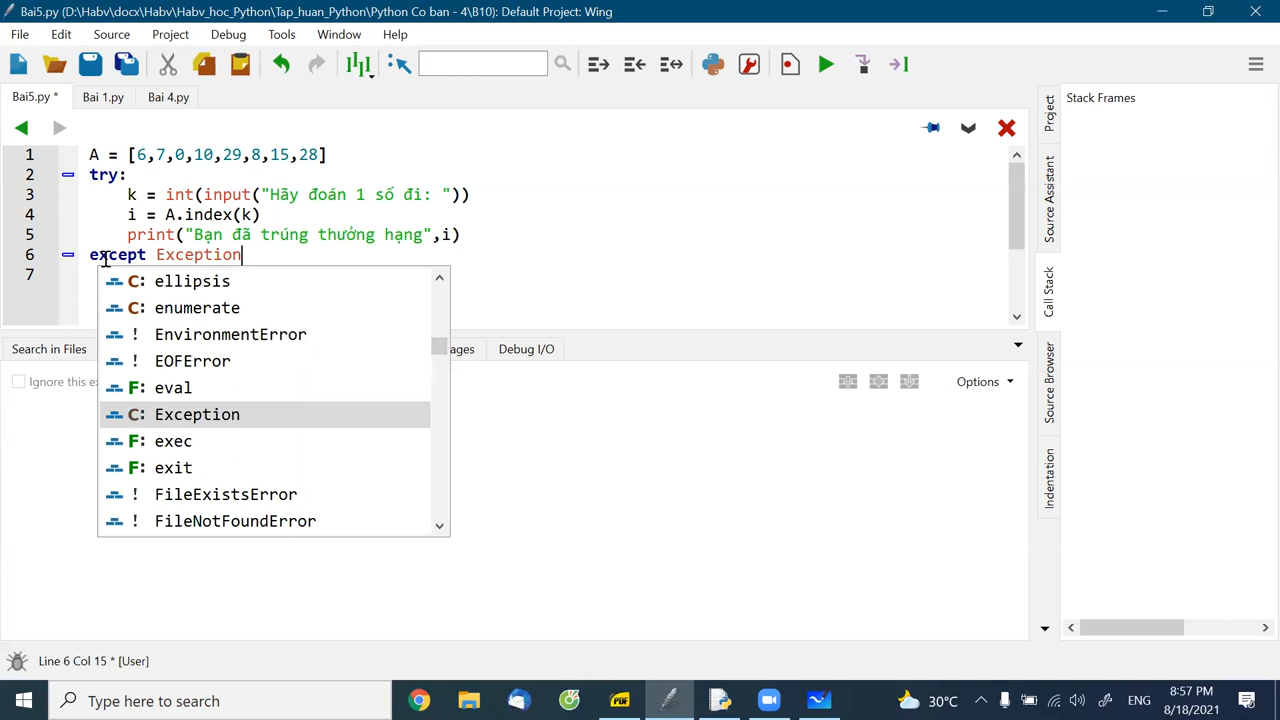 Bai5.py (D:\Habv\docx\Habv\Habv_hoc_Python\Tap_huan_Python\Python Co ban - 4\B10): Default Project: Wing
File Edit Source Project Debug Tools Window Help
Bai5.py * Bai 1.py Bai 4.py
Stack Frames
1 A = [6,7,0,10,29,8,15,28]
2 try:
3 k = int(input("Hãy đoán 1 số đi: "))
4 i = A.index(k)
5 print("Bạn đã trúng thưởng hạng",i)
6 except Exception
7
C: ellipsis
C: enumerate
! EnvironmentError
! EOFError
F: eval
C: Exception
F: exec
F: exit
! FileExistsError
! FileNotFoundError
Search in Files ages Debug I/O
Ignore this ex Options
Project
Source Assistant
Call Stack
Source Browser
Indentation
Line 6 Col 15 * [User]
Type here to search
PDF
30°C
ENG
8:57 PM
8/18/2021